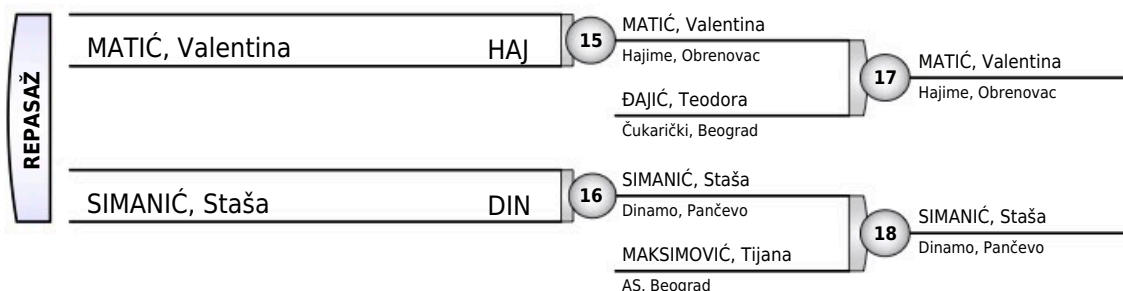 REPASAŽ
MATIĆ, Valentina HAJ
15
MATIĆ, Valentina
Hajime, Obrenovac
ĐAJIĆ, Teodora
Čukarički, Beograd
17
MATIĆ, Valentina
Hajime, Obrenovac
SIMANIĆ, Staša DIN
16
SIMANIĆ, Staša
Dinamo, Pančevo
MAKSIMOVIĆ, Tijana
AS, Beograd
18
SIMANIĆ, Staša
Dinamo, Pančevo